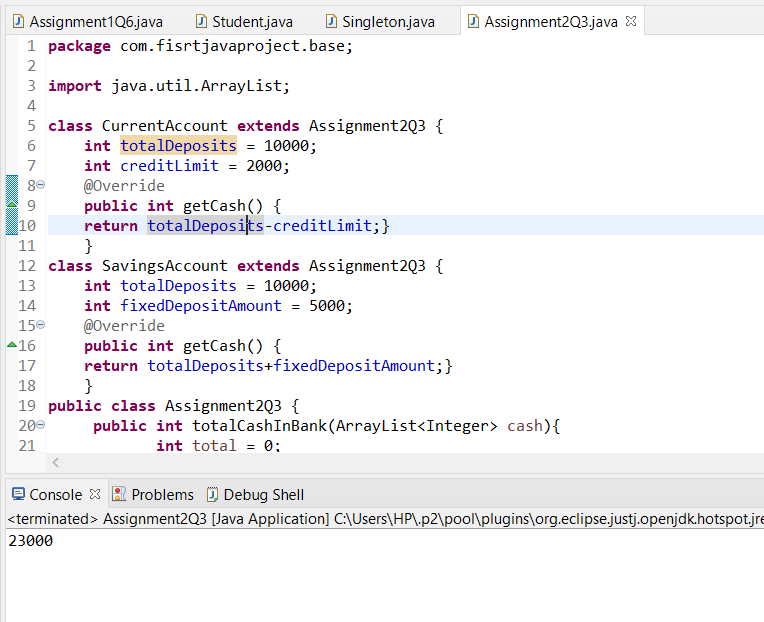 Assignment1Q6.java Student.java Singleton.java Assignment2Q3.java
1 package com.fisrtjavaproject.base;
2
3 import java.util.ArrayList;
4
5 class CurrentAccount extends Assignment2Q3 {
6 int totalDeposits = 10000;
7 int creditLimit = 2000;
8 @Override
9 public int getCash() {
10 return totalDeposits-creditLimit;}
11 }
12 class SavingsAccount extends Assignment2Q3 {
13 int totalDeposits = 10000;
14 int fixedDepositAmount = 5000;
15 @Override
16 public int getCash() {
17 return totalDeposits+fixedDepositAmount;}
18 }
19 public class Assignment2Q3 {
20 public int totalCashInBank(ArrayList<Integer> cash){
21 int total = 0;
Console Problems Debug Shell
<terminated> Assignment2Q3 [Java Application] C:\Users\HP\.p2\pool\plugins\org.eclipse.justj.openjdk.hotspot.jre
23000